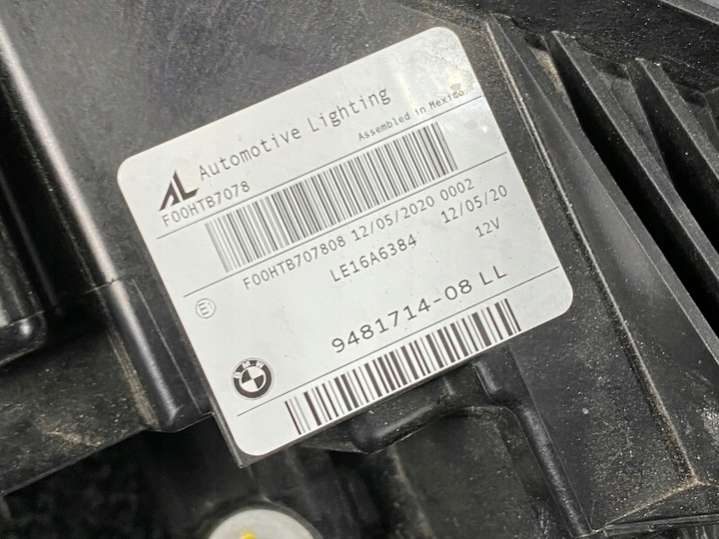 AL Automotive Lighting
Assembled in Mexico
F00HTB7078
F00HTB707808 12/05/2020 0002
LE16A6384 12/05/20
12V
9481714-08 LL
BMW